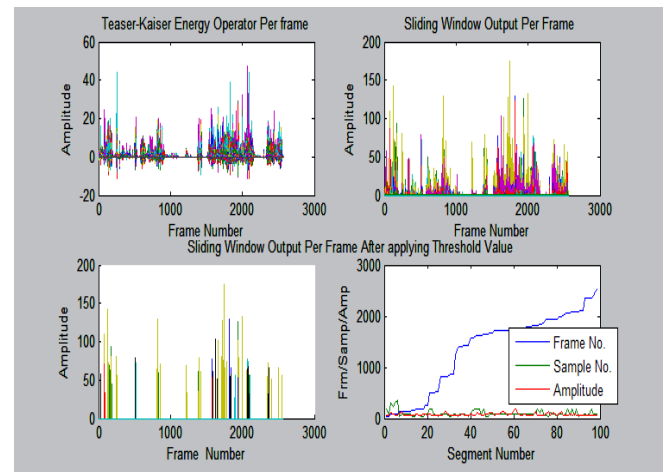 Teaser-Kaiser Energy Operator Per frame
60
40
20
0
-20
Amplitude
0 1000 2000 3000
Frame Number
Sliding Window Output Per Frame
200
150
100
50
0
Amplitude
0 1000 2000 3000
Frame Number
Sliding Window Output Per Frame After applying Threshold Value
200
150
100
50
0
Amplitude
0 1000 2000 3000
Frame Number
3000
2000
1000
0
Frm/Samp/Amp
Frame No.
Sample No.
Amplitude
0 20 40 60 80 100
Segment Number